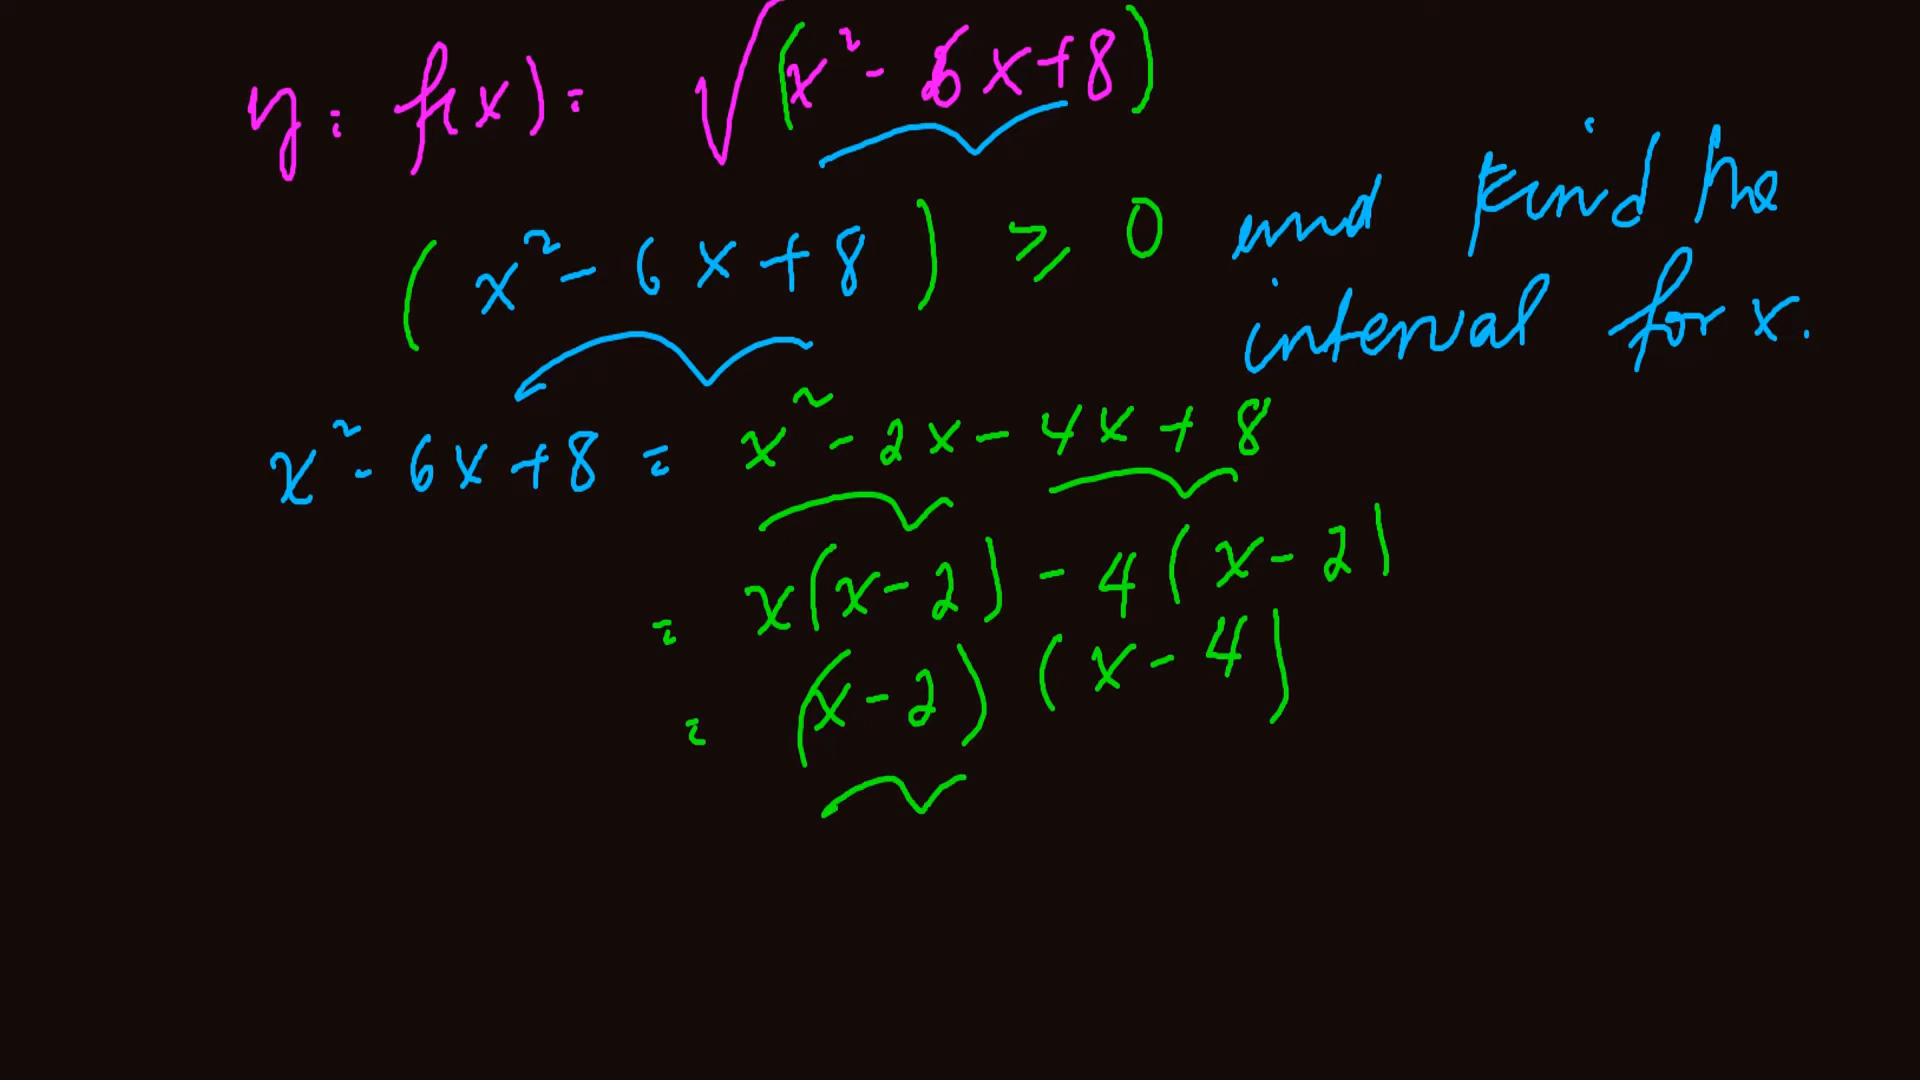 y = f(x) = √(x² - 6x + 8)
(x² - 6x + 8) ⩾ 0 and find the
interval for x.
x² - 6x + 8 = x² - 2x - 4x + 8
= x(x - 2) - 4(x - 2)
= (x - 2)(x - 4)